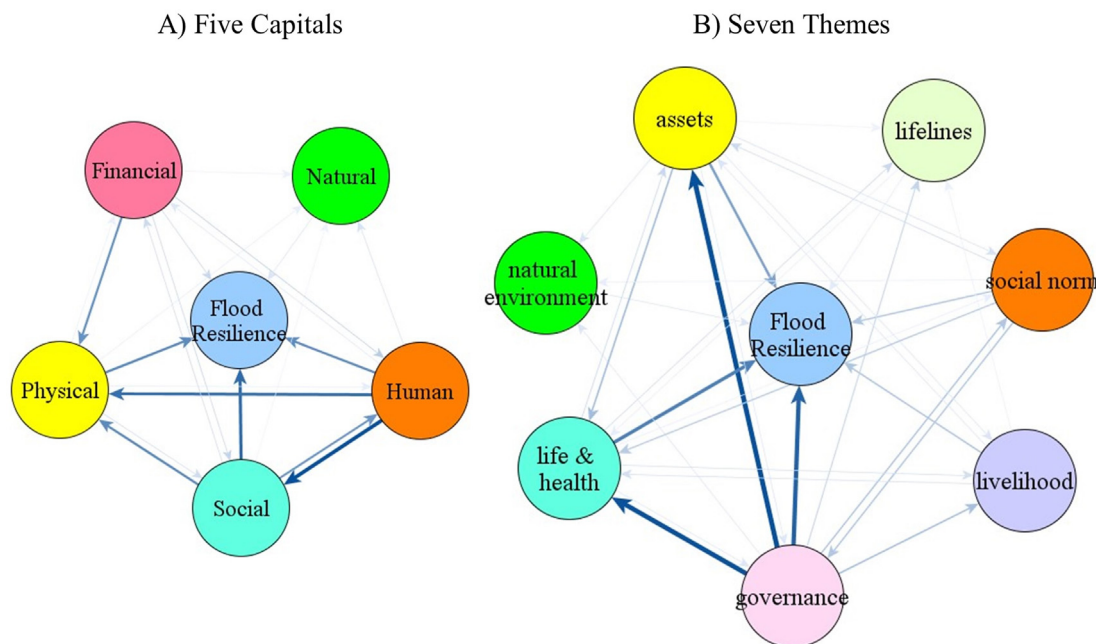 A) Five Capitals
B) Seven Themes
Financial
Natural
Flood
Resilience
Physical
Human
Social
assets
lifelines
natural
environment
social norm
Flood
Resilience
life &
health
livelihood
governance